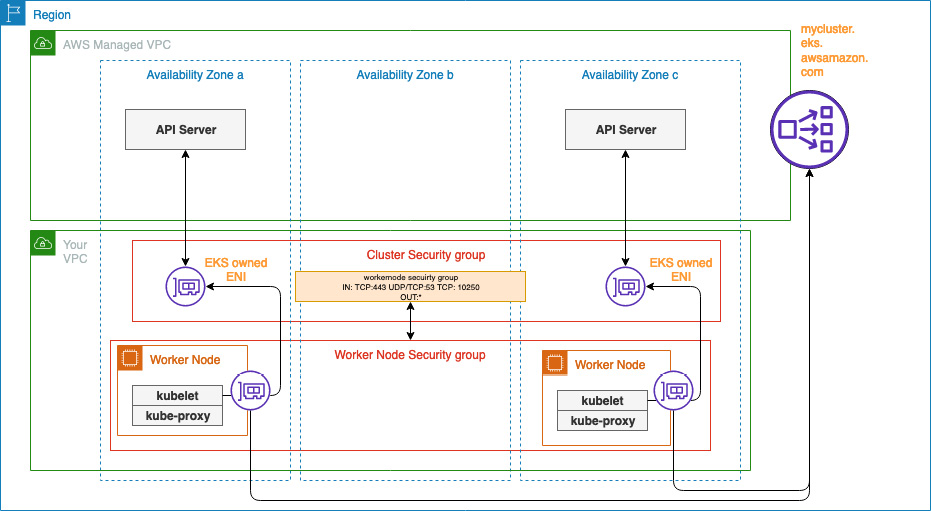 Region
AWS Managed VPC
mycluster.
eks.
awsamazon.
com
Availability Zone a
Availability Zone b
Availability Zone c
API Server
API Server
Your
VPC
Cluster Security group
EKS owned
ENI
EKS owned
ENI
workernode secuirty group
IN: TCP:443 UDP/TCP:53 TCP: 10250
OUT:*
Worker Node Security group
Worker Node
Worker Node
kubelet
kube-proxy
kubelet
kube-proxy